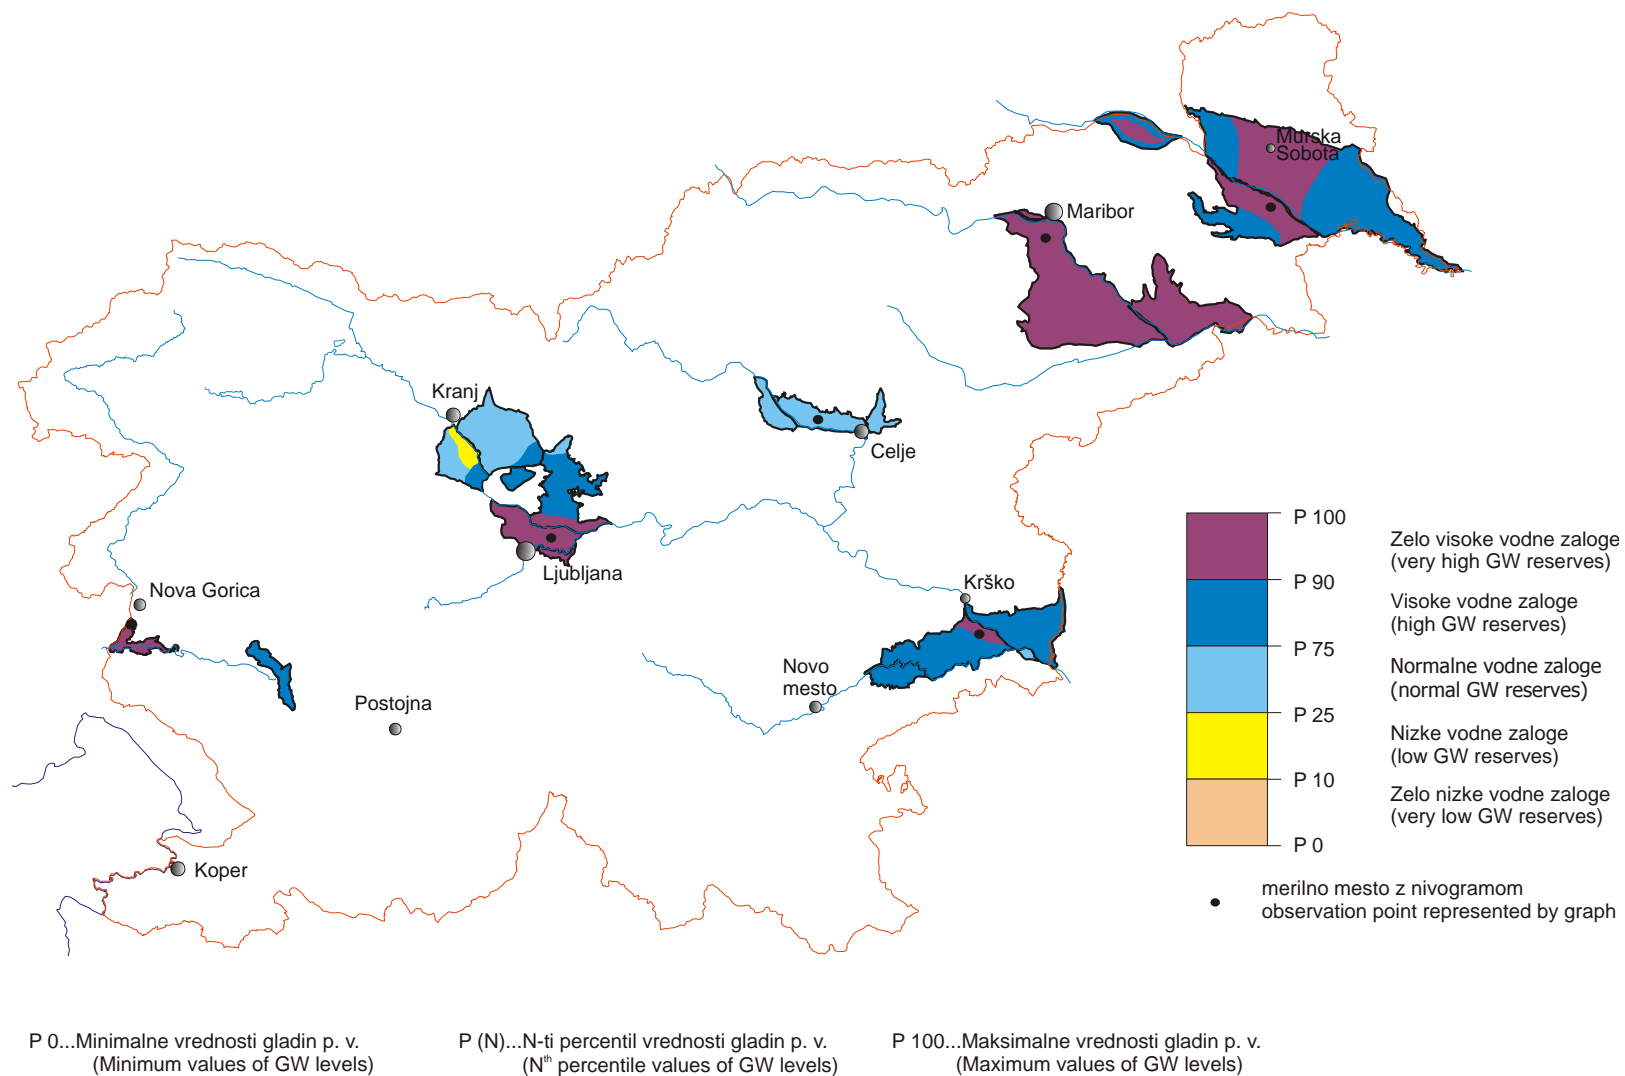 Murska
Sobota
Maribor
Kranj
Celje
Ljubljana
Nova Gorica
Krško
Novo
mesto
Postojna
Koper
P 100
Zelo visoke vodne zaloge
(very high GW reserves)
P 90
Visoke vodne zaloge
(high GW reserves)
P 75
Normalne vodne zaloge
(normal GW reserves)
P 25
Nizke vodne zaloge
(low GW reserves)
P 10
Zelo nizke vodne zaloge
(very low GW reserves)
P 0
merilno mesto z nivogramom
observation point represented by graph
P 0...Minimalne vrednosti gladin p. v.
(Minimum values of GW levels)
P (N)...N-ti percentil vrednosti gladin p. v.
(Nth percentile values of GW levels)
P 100...Maksimalne vrednosti gladin p. v.
(Maximum values of GW levels)